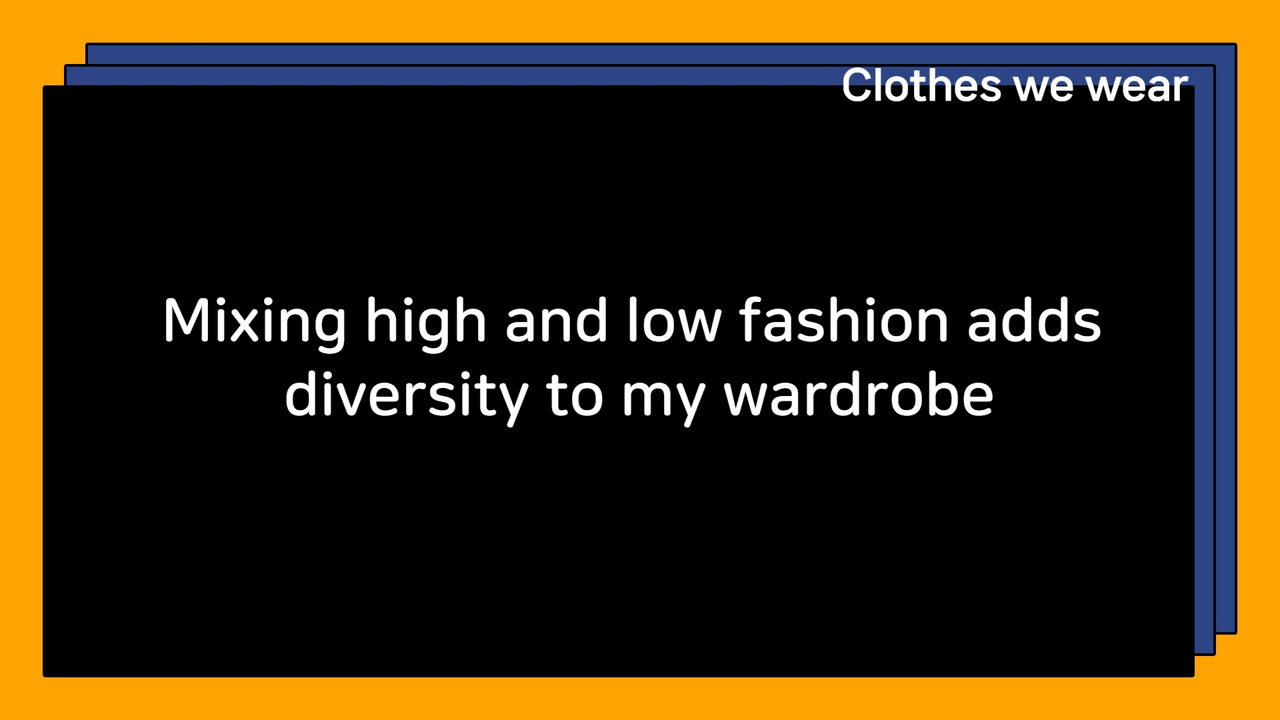 Clothes we wear
Mixing high and low fashion adds
diversity to my wardrobe